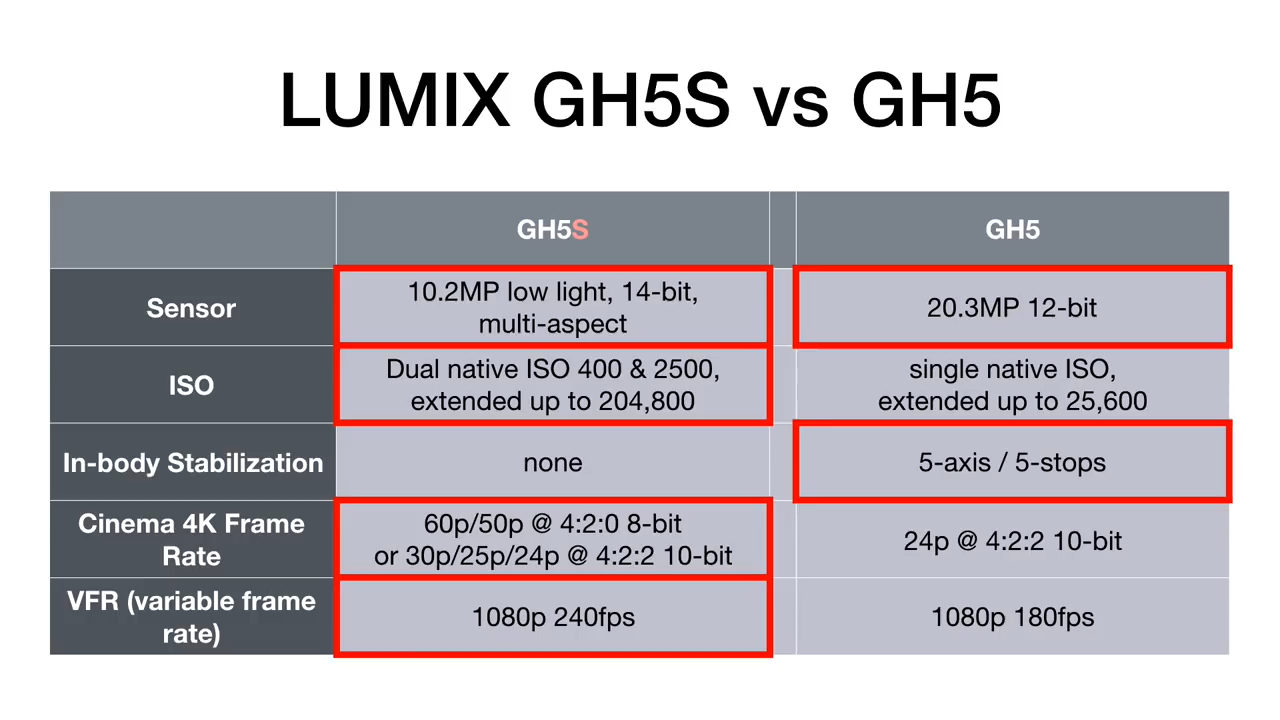 LUMIX GH5S vs GH5
GH5S
GH5
Sensor
10.2MP low light, 14-bit,
multi-aspect
20.3MP 12-bit
ISO
Dual native ISO 400 & 2500,
extended up to 204,800
single native ISO,
extended up to 25,600
In-body Stabilization
none
5-axis / 5-stops
Cinema 4K Frame
Rate
60p/50p @ 4:2:0 8-bit
or 30p/25p/24p @ 4:2:2 10-bit
24p @ 4:2:2 10-bit
VFR (variable frame
rate)
1080p 240fps
1080p 180fps